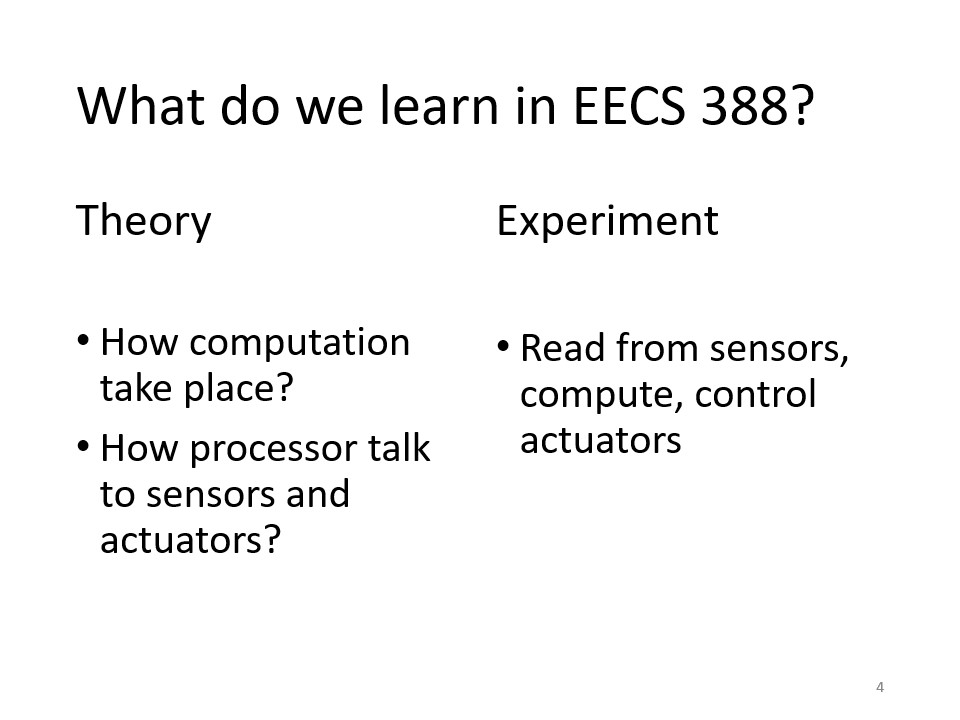 What do we learn in EECS 388?
Theory
• How computation
take place?
• How processor talk
to sensors and
actuators?
Experiment
• Read from sensors,
compute, control
actuators
4